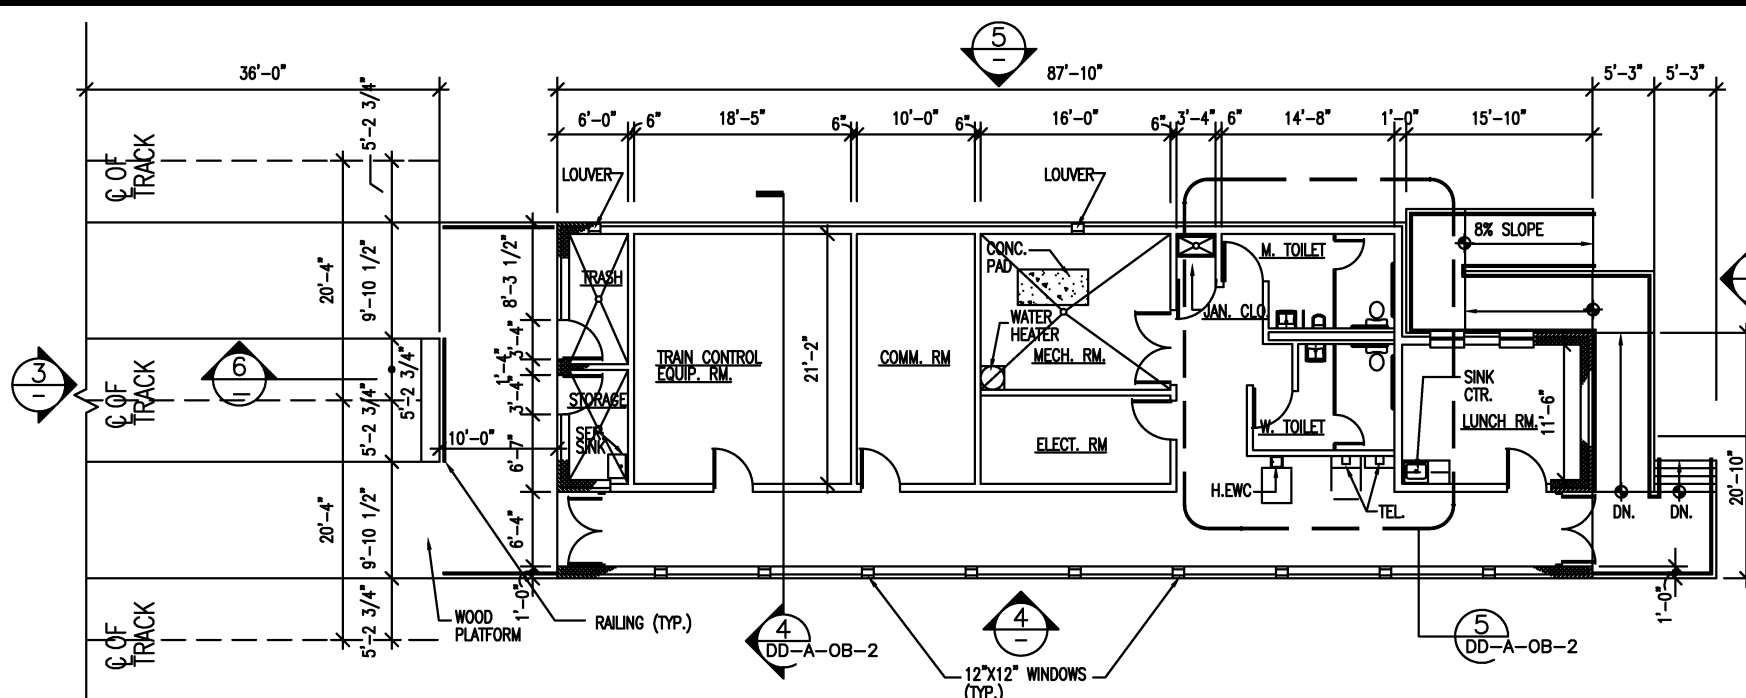 5
–
36'-0"
87'-10"
5'-3"
5'-3"
5'-2 3/4"
6'-0"
6"
18'-5"
6"
10'-0"
6"
16'-0"
6"
3'-4"
6"
14'-8"
1'-0"
15'-10"
℄ OF
TRACK
LOUVER
LOUVER
8% SLOPE
20'-4"
9'-10 1/2"
8'-3 1/2"
TRASH
CONC.
PAD
M. TOILET
JAN. CLO.
WATER
HEATER
MECH. RM.
3
–
6
–
℄ OF
TRACK
5'-2 3/4"
5'-2 3/4"
3'-4"
1'-4"
3'-4"
TRAIN CONTROL
EQUIP. RM.
21'-2"
COMM. RM
STORAGE
SER.
SINK
6'-7"
10'-0"
ELECT. RM
W. TOILET
SINK
CTR.
LUNCH RM.
11'-6"
H.EWC
TEL.
DN.
DN.
20'-10"
20'-4"
9'-10 1/2"
6'-4"
1'-0"
1'-0"
℄ OF
TRACK
5'-2 3/4"
WOOD
PLATFORM
RAILING (TYP.)
4
DD-A-OB-2
4
–
5
DD-A-OB-2
12"X12" WINDOWS
(TYP.)